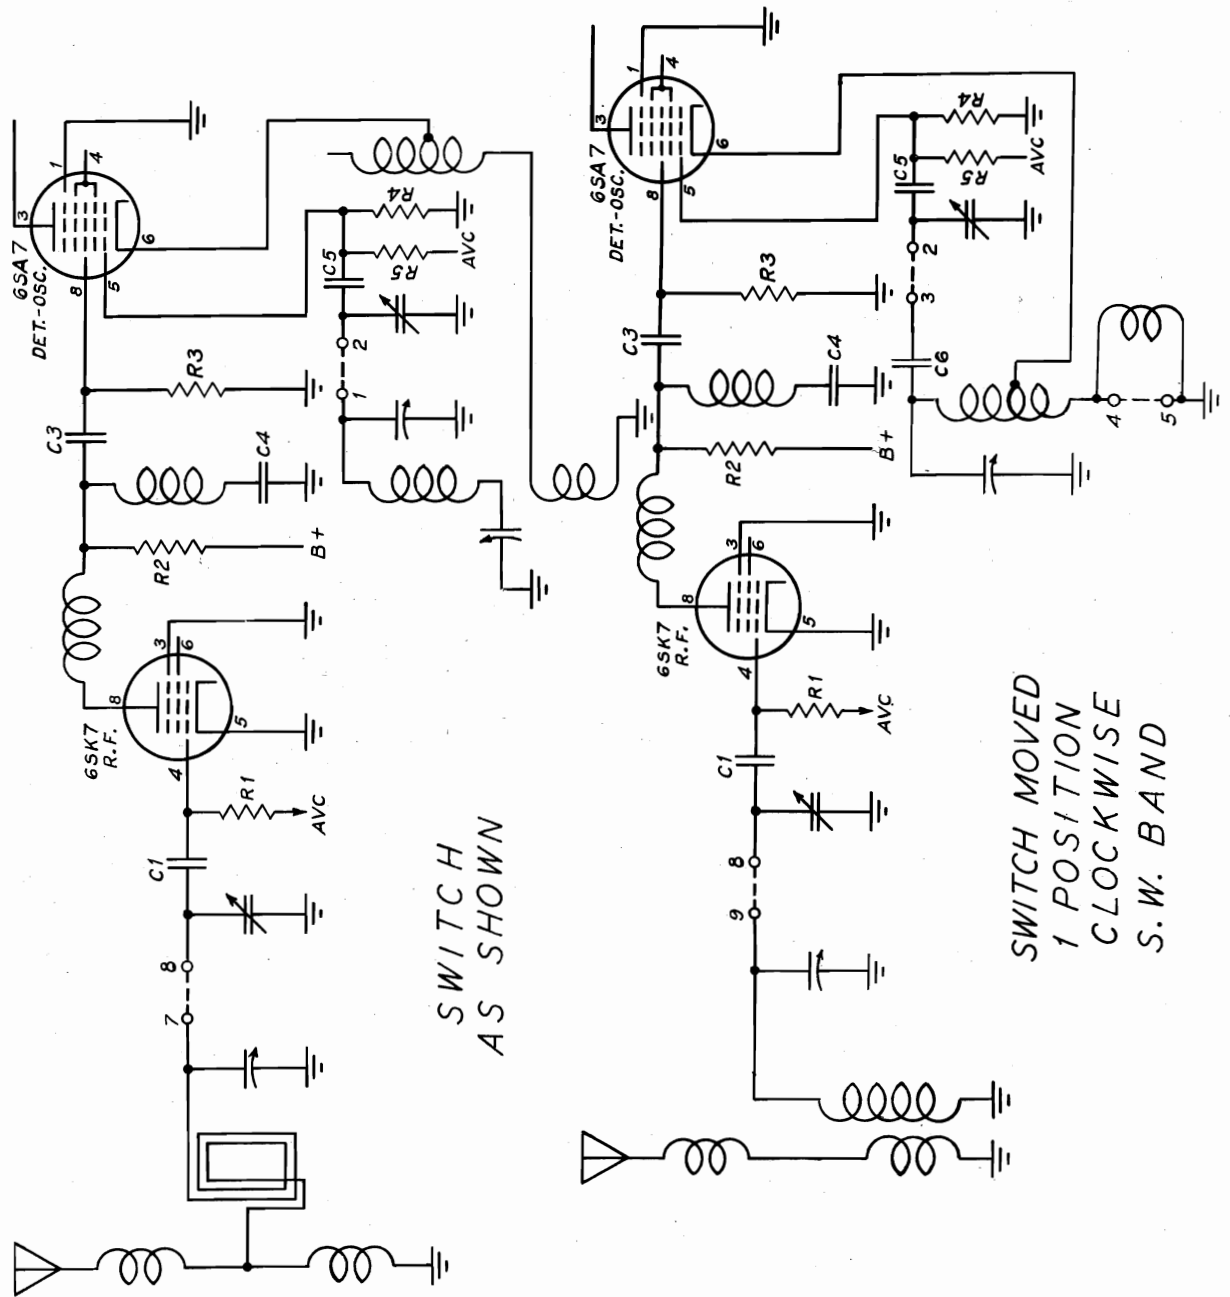 6SA7
DET.-OSC.
3
1
4
8
5
6
C3
R3
C4
R2
B+
6SK7
R.F.
8
3
6
4
5
R1
AVC
C1
8
7
R4
R5
AVC
C5
2
1
SWITCH
AS SHOWN
6SA7
DET.-OSC.
3
1
4
8
5
6
C3
R3
C4
R2
B+
6SK7
R.F.
8
3
6
4
5
R1
AVC
C1
8
9
R4
R5
AVC
C5
2
3
C6
4
5
SWITCH MOVED
1 POSITION
CLOCKWISE
S.W. BAND